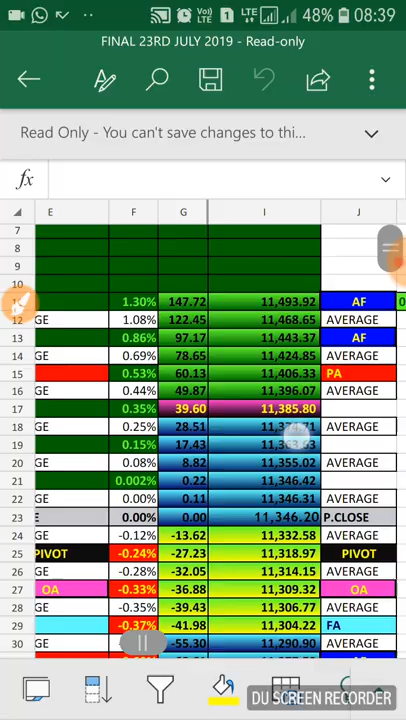 Vo) LTE 1 LTE 48% 08:39
FINAL 23RD JULY 2019 - Read-only
Read Only - You can't save changes to thi...
fx
E F G I J
7
8
9
10
1.30% 147.72 11,493.92 AF 0
12 GE 1.08% 122.45 11,468.65 AVERAGE
13 0.86% 97.17 11,443.37 AF
14 GE 0.69% 78.65 11,424.85 AVERAGE
15 0.53% 60.13 11,406.33 PA
16 GE 0.44% 49.87 11,396.07 AVERAGE
17 0.35% 39.60 11,385.80
18 GE 0.25% 28.51 AVERAGE
19 0.15% 17.43
20 GE 0.08% 8.82 11,355.02 AVERAGE
21 0.002% 0.22 11,346.42
22 GE 0.00% 0.11 11,346.31 AVERAGE
23 E 0.00% 0.00 11,346.20 P.CLOSE
24 GE -0.12% -13.62 11,332.58 AVERAGE
25 PIVOT -0.24% -27.23 11,318.97 PIVOT
26 GE -0.28% -32.05 11,314.15 AVERAGE
27 OA -0.33% -36.88 11,309.32 OA
28 GE -0.35% -39.43 11,306.77 AVERAGE
29 -0.37% -41.98 11,304.22 FA
30 GE -55.30 11,290.90 AVERAGE
DU SCREEN RECORDER